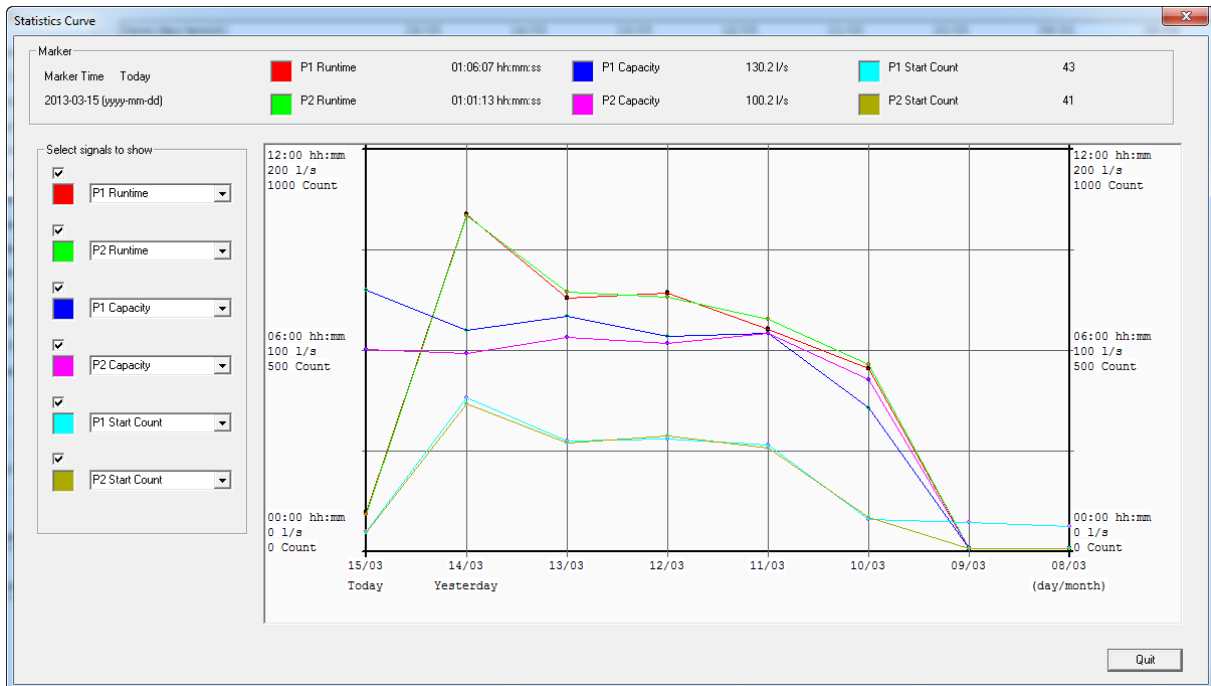 Statistics Curve
Marker
Marker Time Today
2013-03-15 (yyyy-mm-dd)
P1 Runtime 01:06:07 hh:mm:ss
P1 Capacity 130.2 l/s
P1 Start Count 43
P2 Runtime 01:01:13 hh:mm:ss
P2 Capacity 100.2 l/s
P2 Start Count 41
Select signals to show
P1 Runtime
P2 Runtime
P1 Capacity
P2 Capacity
P1 Start Count
P2 Start Count
12:00 hh:mm
200 l/s
1000 Count
06:00 hh:mm
100 l/s
500 Count
00:00 hh:mm
0 l/s
0 Count
12:00 hh:mm
200 l/s
1000 Count
06:00 hh:mm
100 l/s
500 Count
00:00 hh:mm
0 l/s
0 Count
15/03 14/03 13/03 12/03 11/03 10/03 09/03 08/03
Today Yesterday (day/month)
Quit